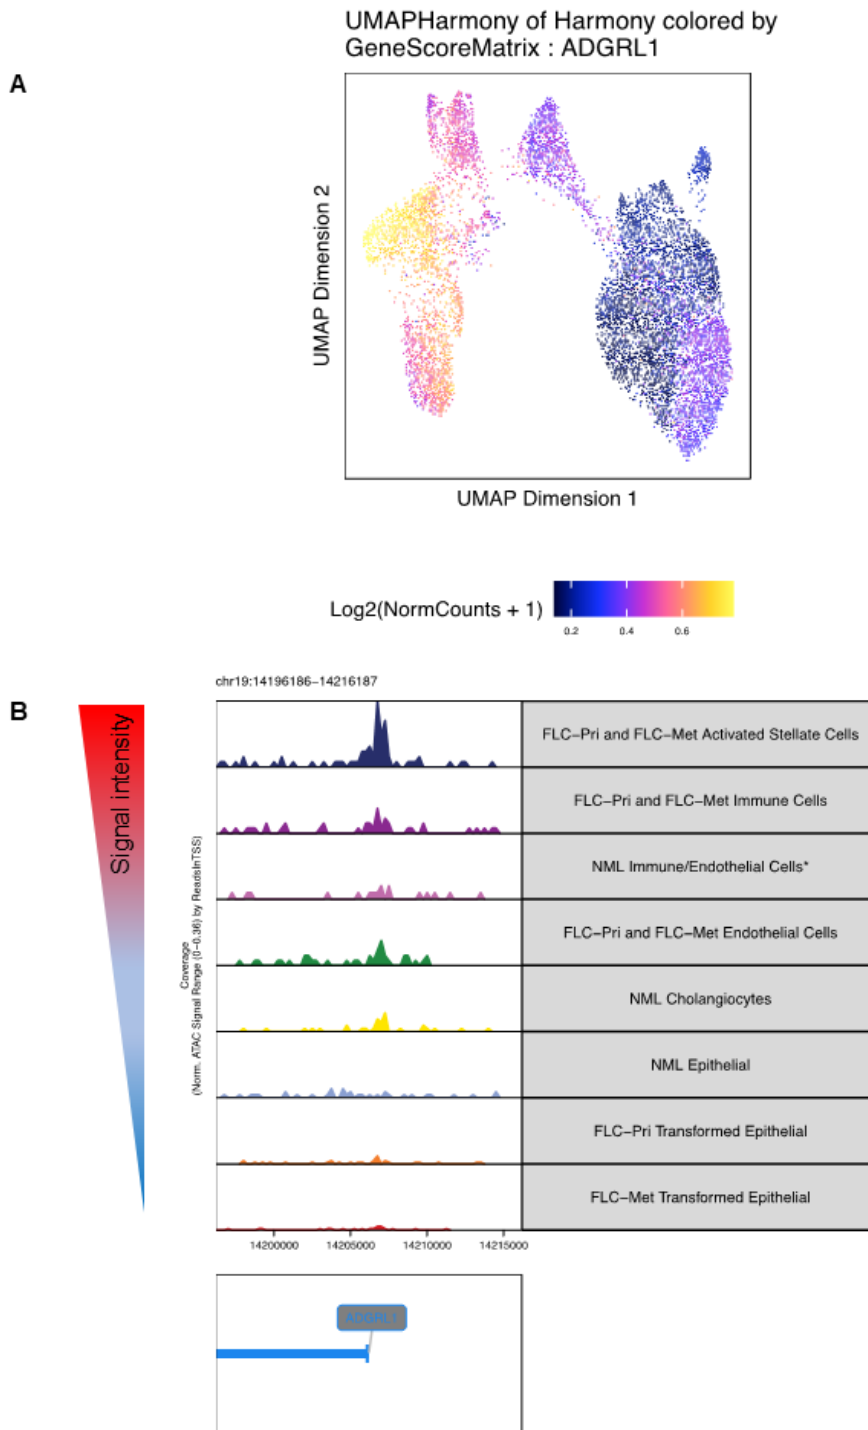 UMAPHarmony of Harmony colored by
GeneScoreMatrix : ADGRL1
A
UMAP Dimension 2
UMAP Dimension 1
Log2(NormCounts + 1)
0.2 0.4 0.6
chr19:14196186−14216187
B
Signal intensity
Coverage
(Norm. ATAC Signal Range (0−0.36) by ReadsInTSS)
FLC−Pri and FLC−Met Activated Stellate Cells
FLC−Pri and FLC−Met Immune Cells
NML Immune/Endothelial Cells*
FLC−Pri and FLC−Met Endothelial Cells
NML Cholangiocytes
NML Epithelial
FLC−Pri Transformed Epithelial
FLC−Met Transformed Epithelial
14200000 14205000 14210000 14215000
ADGRL1